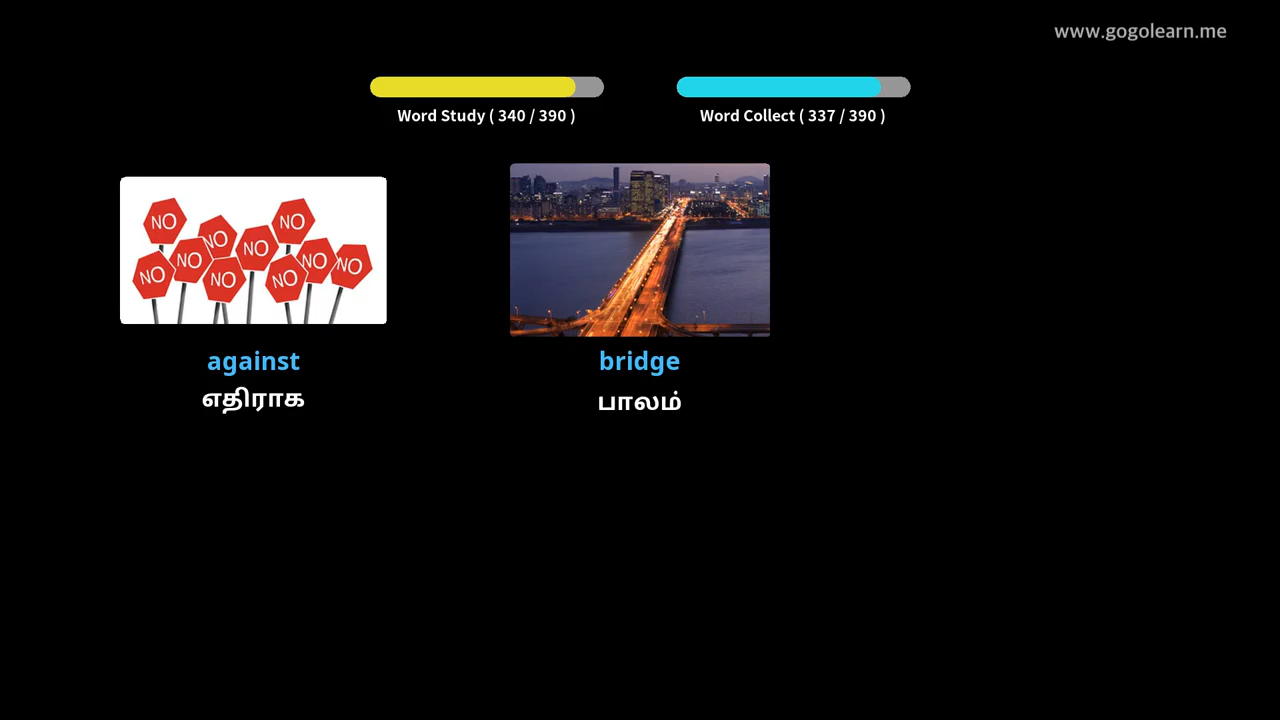 www.gogolearn.me
Word Study ( 340 / 390 )
Word Collect ( 337 / 390 )
NO
NO
NO
NO
NO
NO
NO
NO
NO
NO
against
எதிராக
bridge
பாலம்